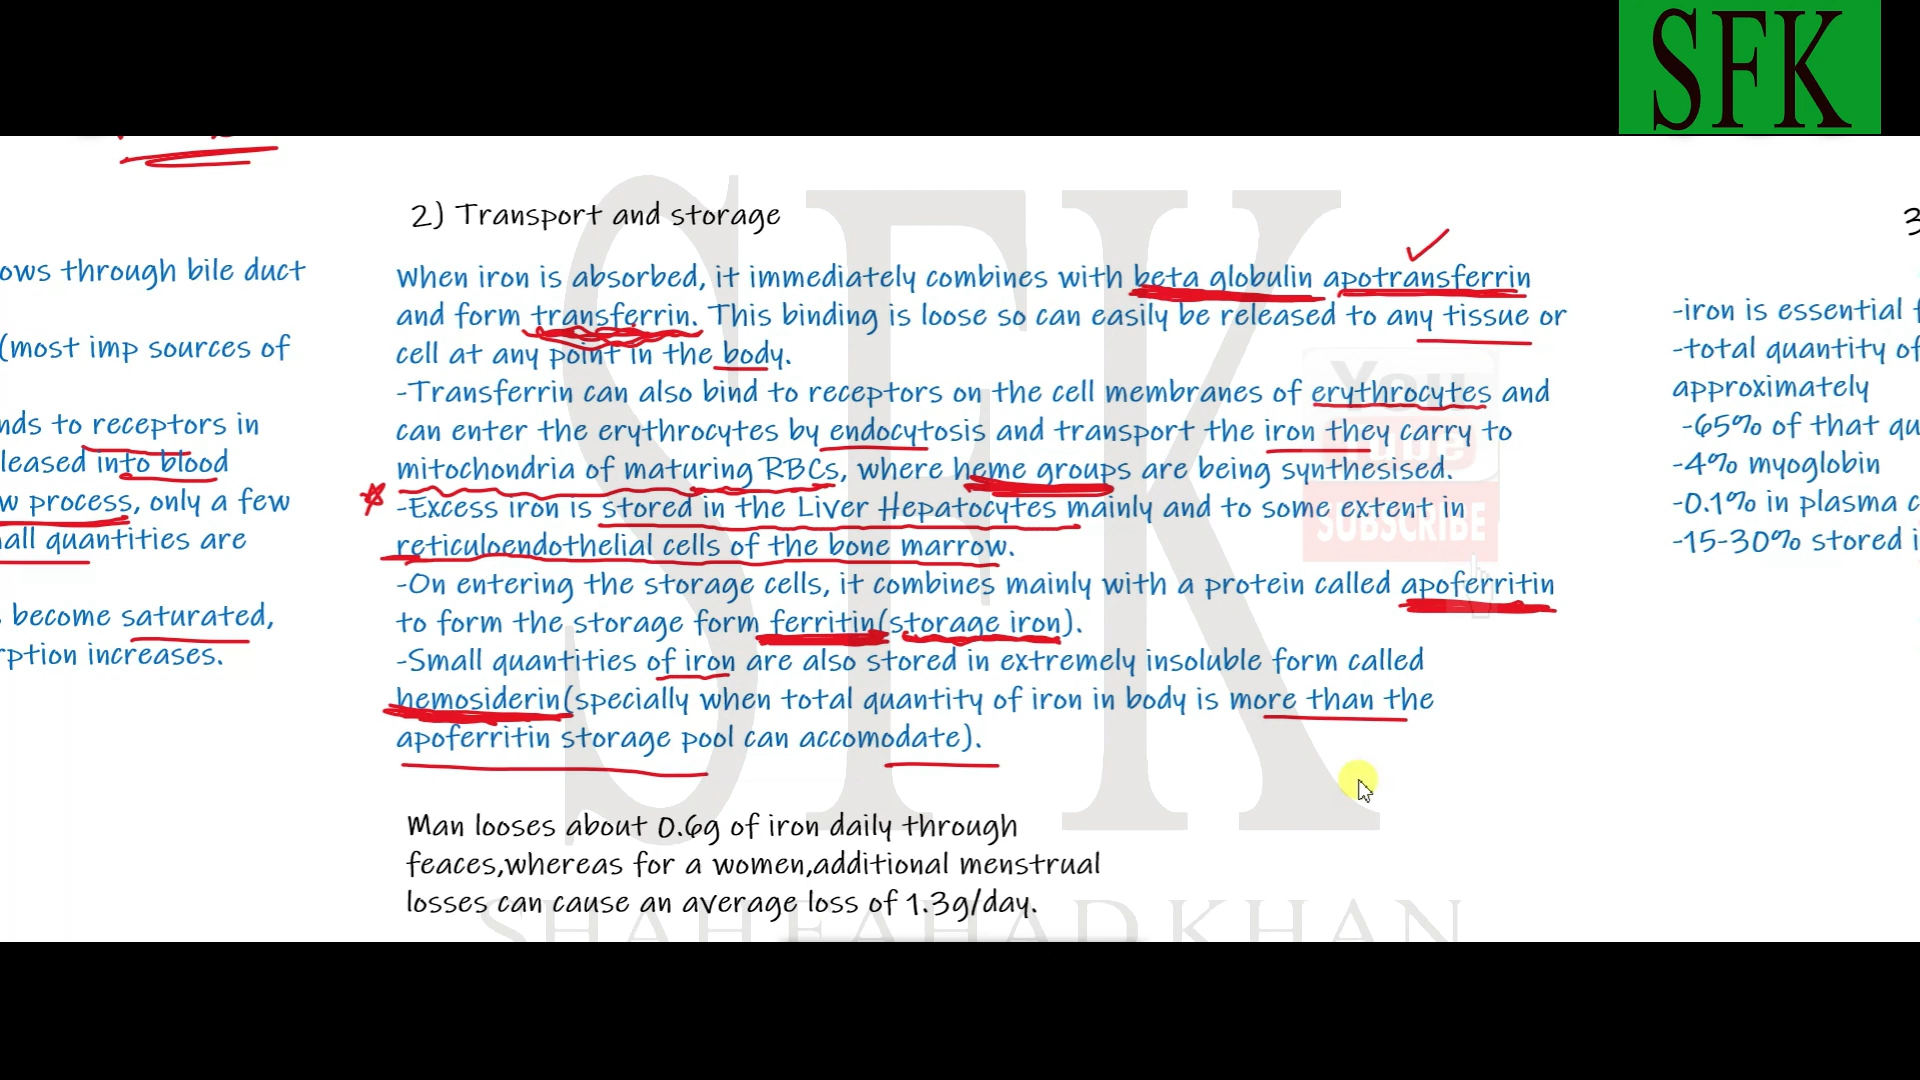 SFK
2) Transport and storage
When iron is absorbed, it immediately combines with beta globulin apotransferrin
and form transferrin. This binding is loose so can easily be released to any tissue or
cell at any point in the body.
-Transferrin can also bind to receptors on the cell membranes of erythrocytes and
can enter the erythrocytes by endocytosis and transport the iron they carry to
mitochondria of maturing RBCs, where heme groups are being synthesised.
-Excess iron is stored in the Liver Hepatocytes mainly and to some extent in
reticuloendothelial cells of the bone marrow.
-On entering the storage cells, it combines mainly with a protein called apoferritin
to form the storage form ferritin(storage iron).
-Small quantities of iron are also stored in extremely insoluble form called
hemosiderin(specially when total quantity of iron in body is more than the
apoferritin storage pool can accomodate).
Man looses about 0.6g of iron daily through
feaces,whereas for a women,additional menstrual
losses can cause an average loss of 1.3g/day.
ows through bile duct
(most imp sources of
nds to receptors in
leased into blood
w process, only a few
all quantities are
become saturated,
rption increases.
3
-iron is essential f
-total quantity of
approximately
-65% of that qu
-4% myoglobin
-0.1% in plasma c
-15-30% stored i
SFK
SHAHFAHAD KHAN
You
Tube
SUBSCRIBE